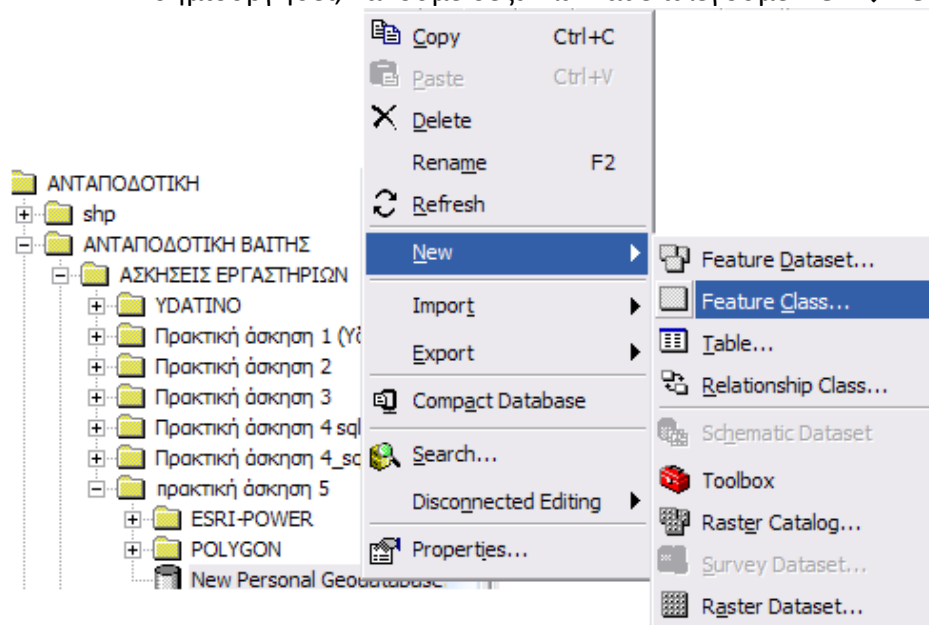 Copy Ctrl+C
Paste Ctrl+V
Delete
Rename F2
Refresh
New
Import
Export
Compact Database
Search...
Disconnected Editing
Properties...
ΑΝΤΑΠΟΔΟΤΙΚΗ
shp
ΑΝΤΑΠΟΔΟΤΙΚΗ ΒΑΙΤΗΣ
ΑΣΚΗΣΕΙΣ ΕΡΓΑΣΤΗΡΙΩΝ
YDATINO
Πρακτική άσκηση 1
Πρακτική άσκηση 2
Πρακτική άσκηση 3
Πρακτική άσκηση 4 sql
Πρακτική άσκηση
πρακτική άσκηση 5
ESRI-POWER
POLYGON
New Personal Geodatabase
Feature Dataset...
Feature Class...
Table...
Relationship Class...
Schematic Dataset
Toolbox
Raster Catalog...
Survey Dataset...
Raster Dataset...